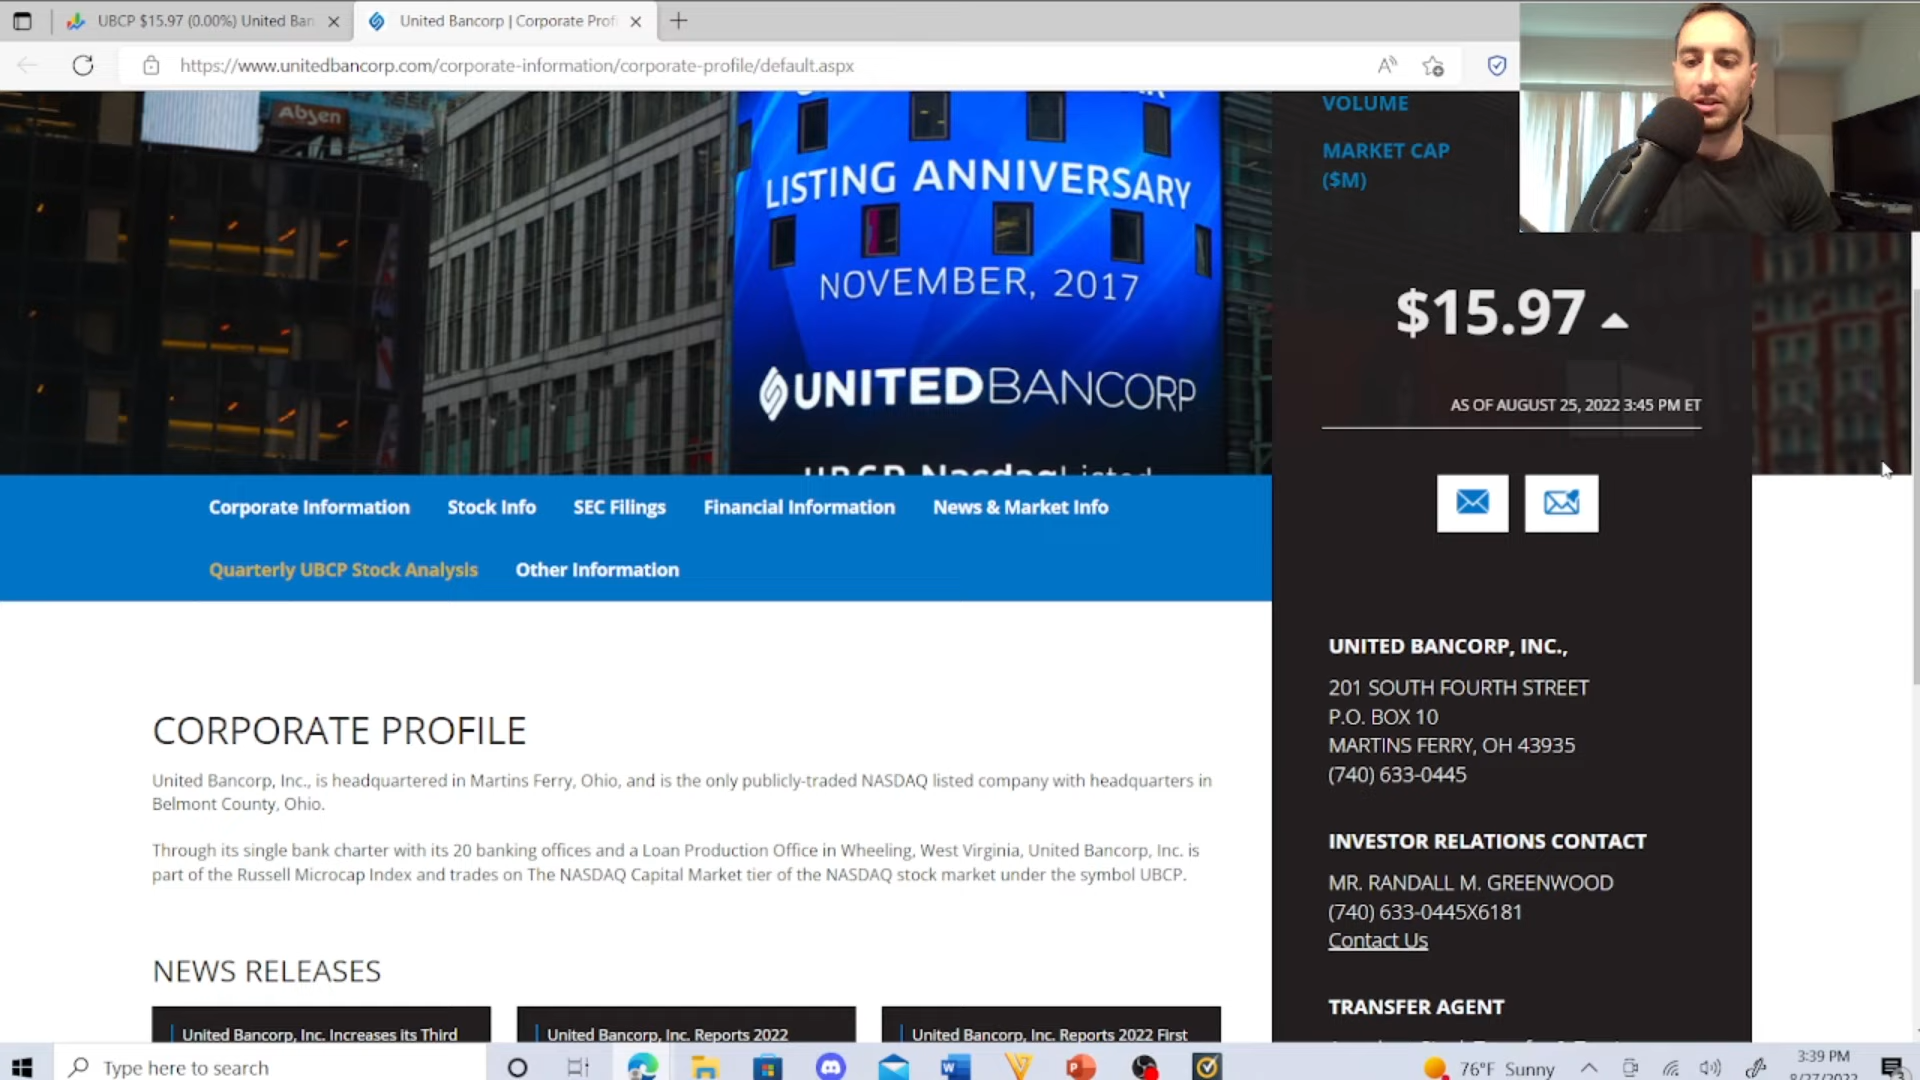 UBCP $15.97 (0.00%) United Ban
United Bancorp | Corporate Profi
https://www.unitedbancorp.com/corporate-information/corporate-profile/default.aspx
Absen
LISTING ANNIVERSARY
NOVEMBER, 2017
UNITEDBANCORP
UBCP Nasdaq Listed
VOLUME
MARKET CAP
($M)
$15.97
AS OF AUGUST 25, 2022 3:45 PM ET
Corporate Information Stock Info SEC Filings Financial Information News & Market Info
Quarterly UBCP Stock Analysis Other Information
CORPORATE PROFILE
United Bancorp, Inc., is headquartered in Martins Ferry, Ohio, and is the only publicly-traded NASDAQ listed company with headquarters in
Belmont County, Ohio.
Through its single bank charter with its 20 banking offices and a Loan Production Office in Wheeling, West Virginia, United Bancorp, Inc. is
part of the Russell Microcap Index and trades on The NASDAQ Capital Market tier of the NASDAQ stock market under the symbol UBCP.
NEWS RELEASES
United Bancorp, Inc. Increases its Third
United Bancorp, Inc. Reports 2022
United Bancorp, Inc. Reports 2022 First
UNITED BANCORP, INC.,
201 SOUTH FOURTH STREET
P.O. BOX 10
MARTINS FERRY, OH 43935
(740) 633-0445
INVESTOR RELATIONS CONTACT
MR. RANDALL M. GREENWOOD
(740) 633-0445X6181
Contact Us
TRANSFER AGENT
Type here to search
76°F Sunny
3:39 PM
8/27/2022